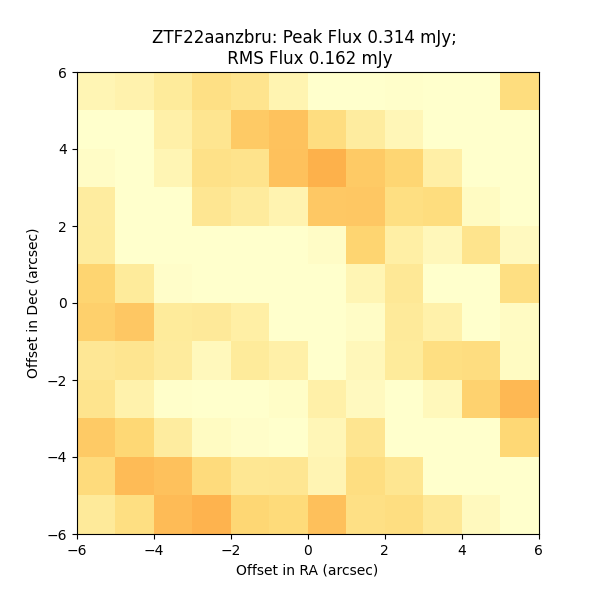 ZTF22aanzbru: Peak Flux 0.314 mJy;
RMS Flux 0.162 mJy
6
4
2
0
−2
−4
−6
Offset in Dec (arcsec)
−6 −4 −2 0 2 4 6
Offset in RA (arcsec)